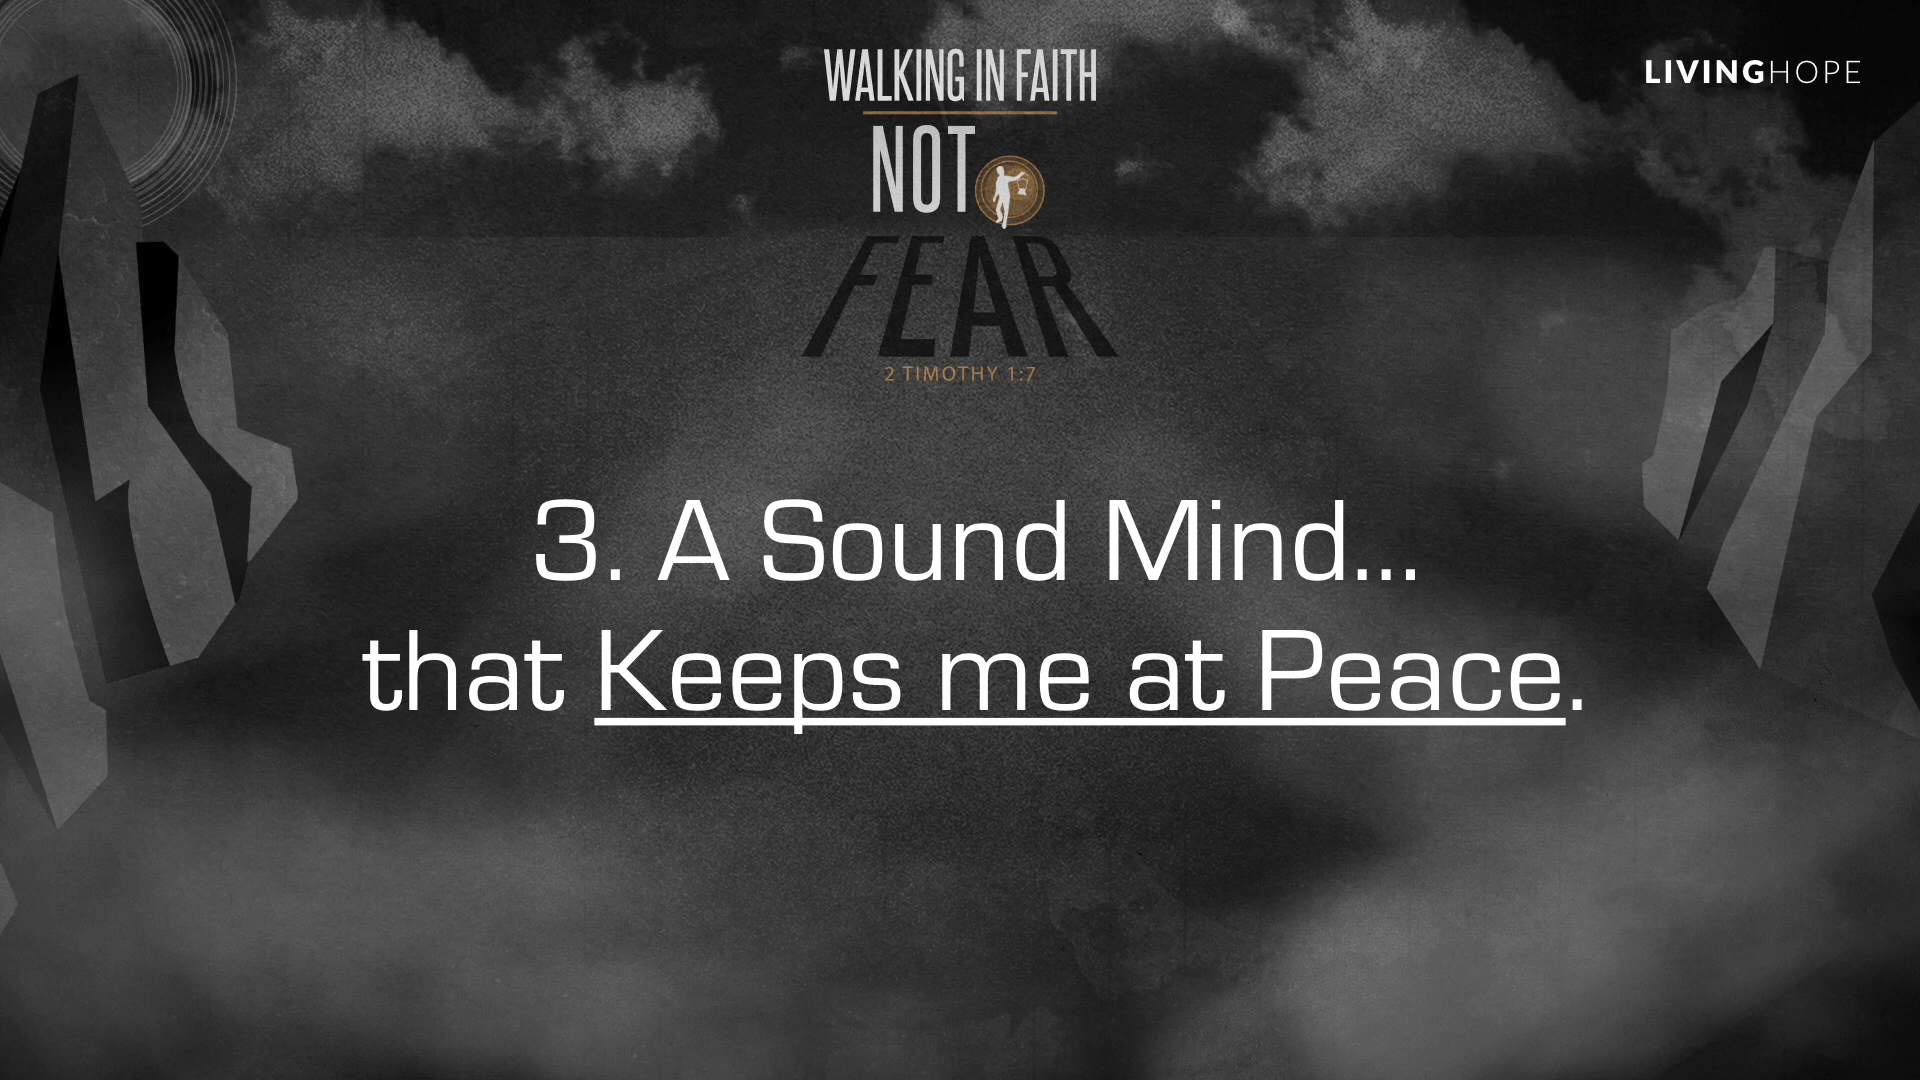 WALKING IN FAITH
LIVINGHOPE
NOT
FEAR
2 TIMOTHY 1:7
3. A Sound Mind...
that Keeps me at Peace.